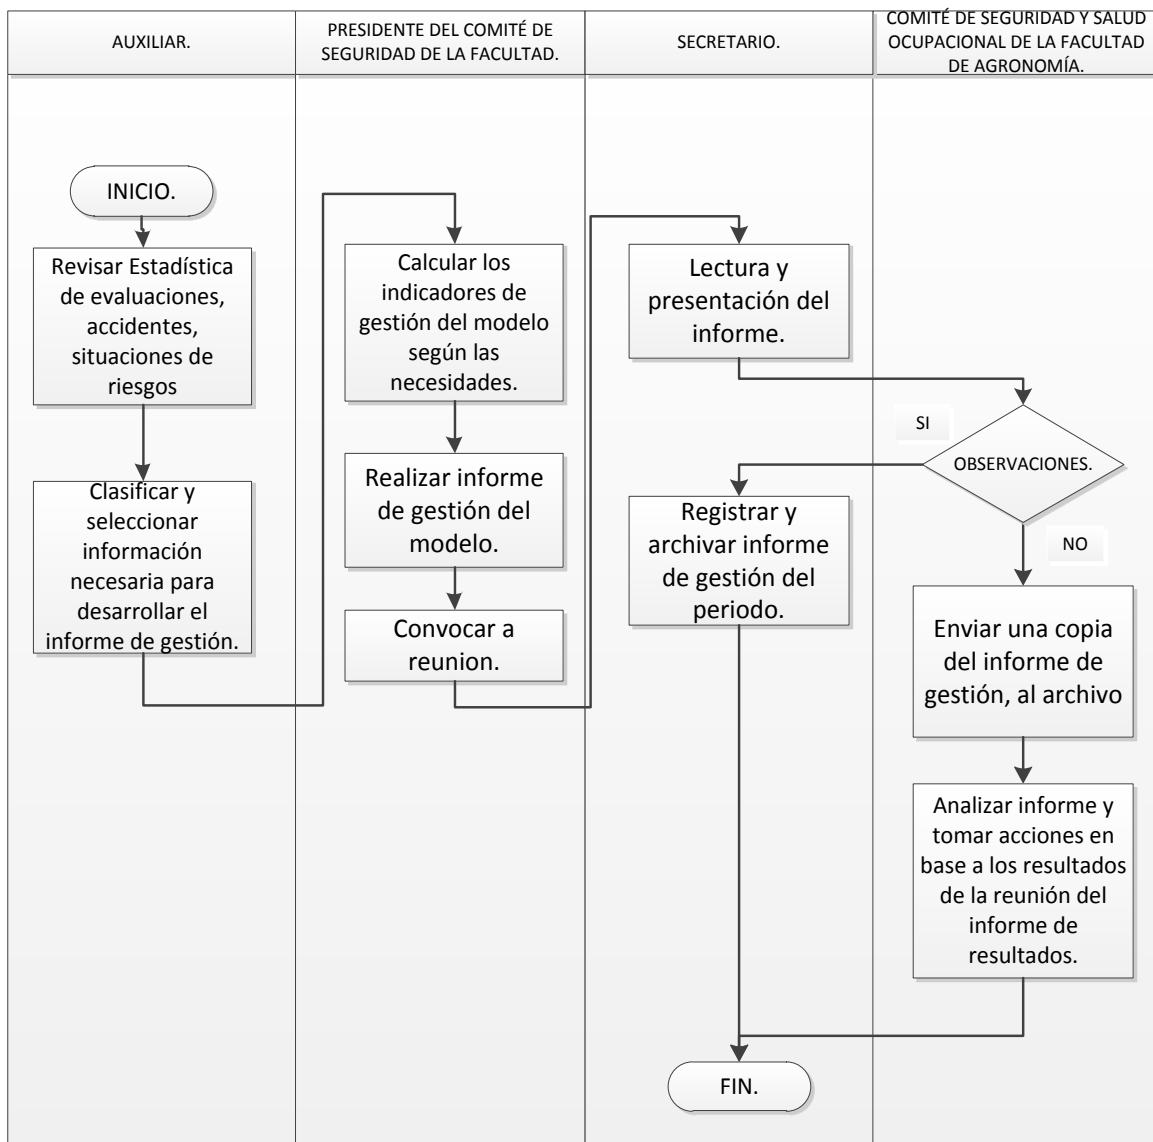 AUXILIAR.
PRESIDENTE DEL COMITÉ DE
SEGURIDAD DE LA FACULTAD.
SECRETARIO.
COMITÉ DE SEGURIDAD Y SALUD
OCUPACIONAL DE LA FACULTAD
DE AGRONOMÍA.
INICIO.
Revisar Estadística
de evaluaciones,
accidentes,
situaciones de
riesgos
Clasificar y
seleccionar
información
necesaria para
desarrollar el
informe de gestión.
Calcular los
indicadores de
gestión del modelo
según las
necesidades.
Realizar informe
de gestión del
modelo.
Convocar a
reunion.
Lectura y
presentación del
informe.
OBSERVACIONES.
SI
Registrar y
archivar informe
de gestión del
periodo.
NO
Enviar una copia
del informe de
gestión, al archivo
Analizar informe y
tomar acciones en
base a los resultados
de la reunión del
informe de
resultados.
FIN.